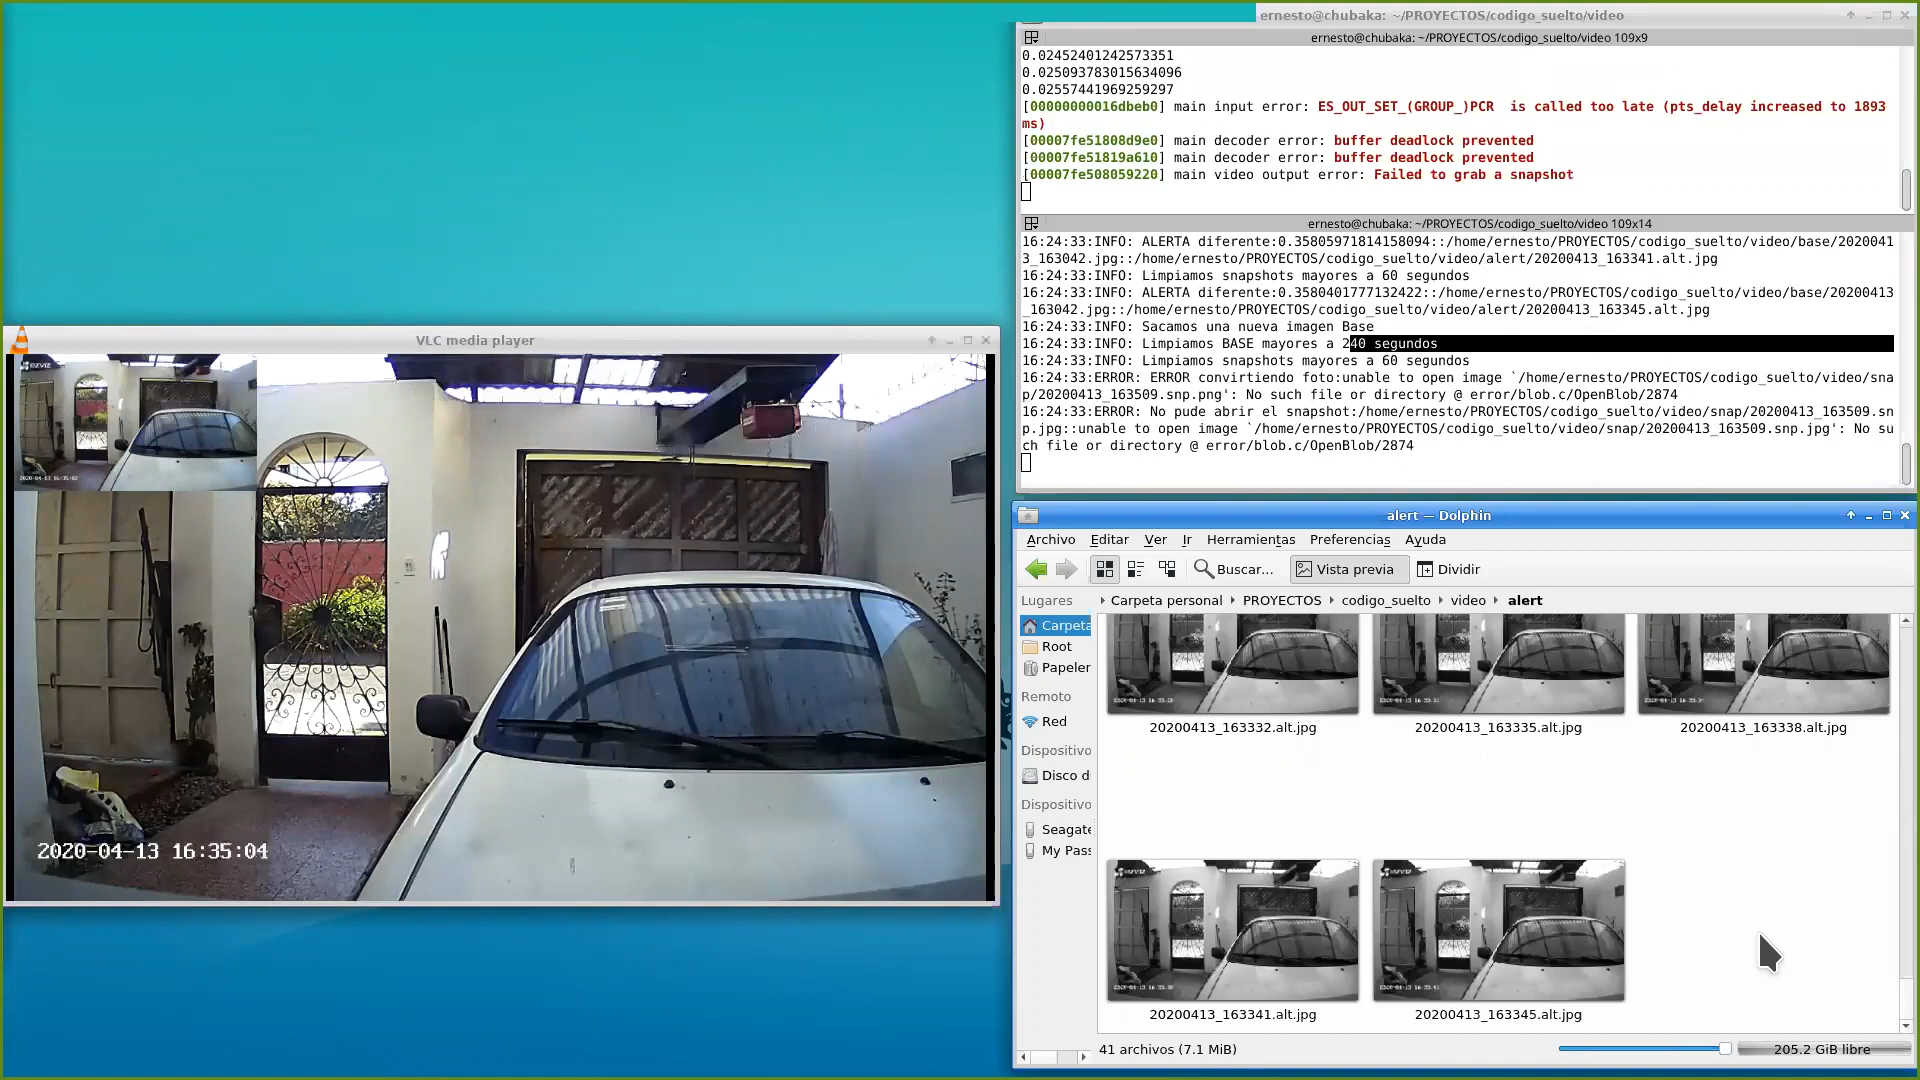 ernesto@chubaka: ~/PROYECTOS/codigo_suelto/video
ernesto@chubaka: ~/PROYECTOS/codigo_suelto/video 109x9
0.02452401242573351
0.025093783015634096
0.02557441969259297
[00000000016dbeb0] main input error: ES_OUT_SET_(GROUP_)PCR  is called too late (pts_delay increased to 1893
ms)
[00007fe51808d9e0] main decoder error: buffer deadlock prevented
[00007fe51819a610] main decoder error: buffer deadlock prevented
[00007fe508059220] main video output error: Failed to grab a snapshot
ernesto@chubaka: ~/PROYECTOS/codigo_suelto/video 109x14
16:24:33:INFO: ALERTA diferente:0.35805971814158094::/home/ernesto/PROYECTOS/codigo_suelto/video/base/2020041
3_163042.jpg::/home/ernesto/PROYECTOS/codigo_suelto/video/alert/20200413_163341.alt.jpg
16:24:33:INFO: Limpiamos snapshots mayores a 60 segundos
16:24:33:INFO: ALERTA diferente:0.3580401777132422::/home/ernesto/PROYECTOS/codigo_suelto/video/base/20200413
_163042.jpg::/home/ernesto/PROYECTOS/codigo_suelto/video/alert/20200413_163345.alt.jpg
16:24:33:INFO: Sacamos una nueva imagen Base
16:24:33:INFO: Limpiamos BASE mayores a 240 segundos
16:24:33:INFO: Limpiamos snapshots mayores a 60 segundos
16:24:33:ERROR: ERROR convirtiendo foto:unable to open image `/home/ernesto/PROYECTOS/codigo_suelto/video/sna
p/20200413_163509.snp.png': No such file or directory @ error/blob.c/OpenBlob/2874
16:24:33:ERROR: No pude abrir el snapshot:/home/ernesto/PROYECTOS/codigo_suelto/video/snap/20200413_163509.sn
p.jpg::unable to open image `/home/ernesto/PROYECTOS/codigo_suelto/video/snap/20200413_163509.snp.jpg': No su
ch file or directory @ error/blob.c/OpenBlob/2874
VLC media player
EZVIZ
2020-04-13 16:35:02
2020-04-13 16:35:04
alert — Dolphin
Archivo Editar Ver Ir Herramientas Preferencias Ayuda
Buscar... Vista previa Dividir
Lugares
Carpeta personal PROYECTOS codigo_suelto video alert
Carpeta
Root
Papeler
Remoto
Red
Dispositivo
Disco d
Dispositivo
Seagate
My Pass
20200413_163332.alt.jpg
20200413_163335.alt.jpg
20200413_163338.alt.jpg
20200413_163341.alt.jpg
20200413_163345.alt.jpg
41 archivos (7.1 MiB)
205.2 GiB libre